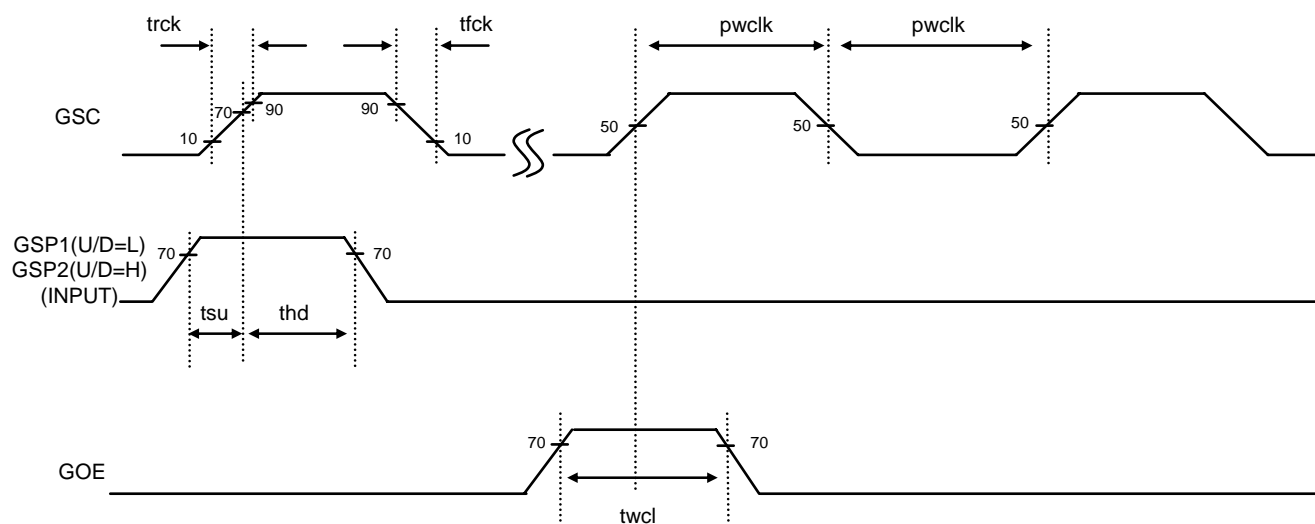 trck
tfck
pwclk
pwclk
GSC
10
70
90
90
10
50
50
50
GSP1(U/D=L)
GSP2(U/D=H)
(INPUT)
70
70
tsu
thd
GOE
70
70
twcl